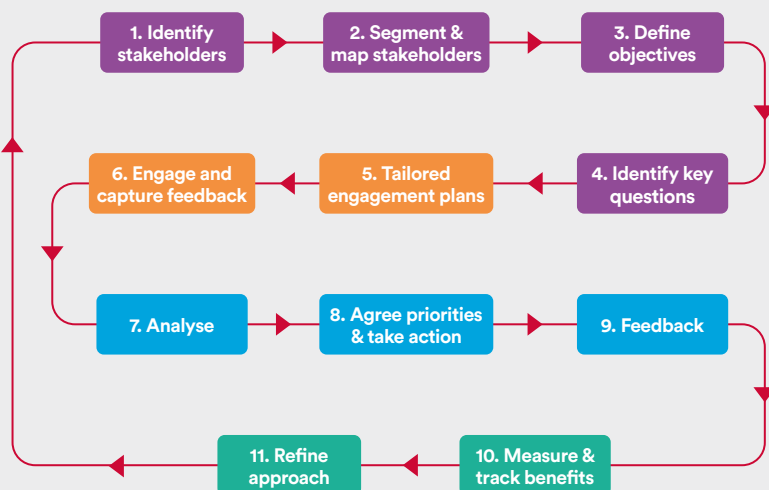 1. Identify
stakeholders
2. Segment &
map stakeholders
3. Define
objectives
4. Identify key
questions
5. Tailored
engagement plans
6. Engage and
capture feedback
7. Analyse
8. Agree priorities
& take action
9. Feedback
10. Measure &
track benefits
11. Refine
approach